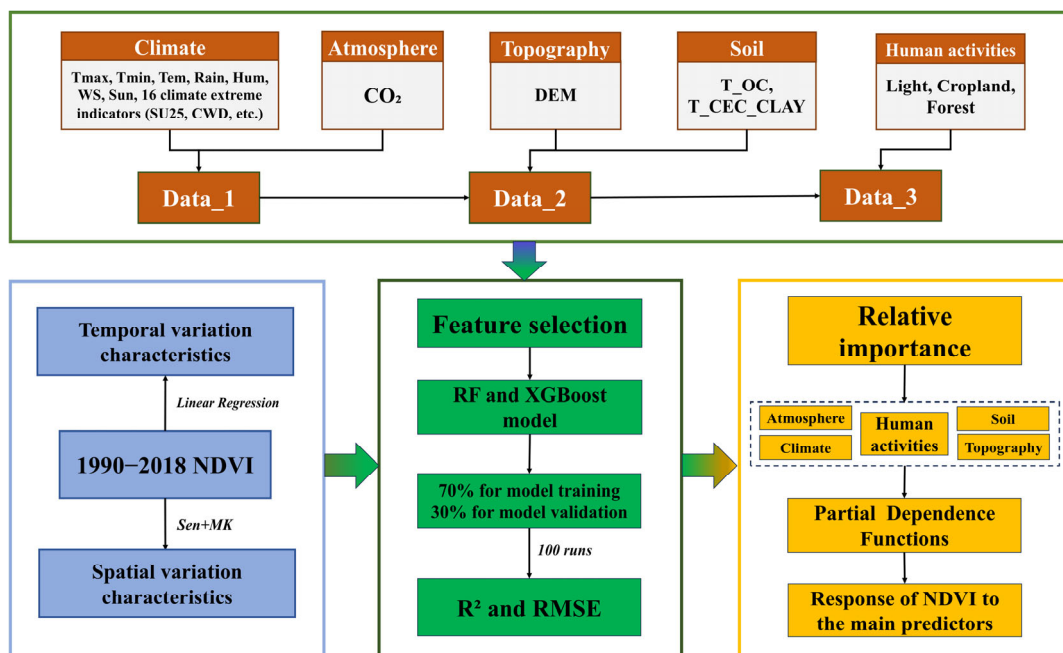 Climate
Tmax, Tmin, Tem, Rain, Hum,
WS, Sun, 16 climate extreme
indicators (SU25, CWD, etc.)
Atmosphere
CO₂
Topography
DEM
Soil
T_OC,
T_CEC_CLAY
Human activities
Light, Cropland,
Forest
Data_1
Data_2
Data_3
Temporal variation
characteristics
Linear Regression
1990−2018 NDVI
Sen+MK
Spatial variation
characteristics
Feature selection
RF and XGBoost
model
70% for model training
30% for model validation
100 runs
R² and RMSE
Relative
importance
Atmosphere
Climate
Human
activities
Soil
Topography
Partial Dependence
Functions
Response of NDVI to
the main predictors